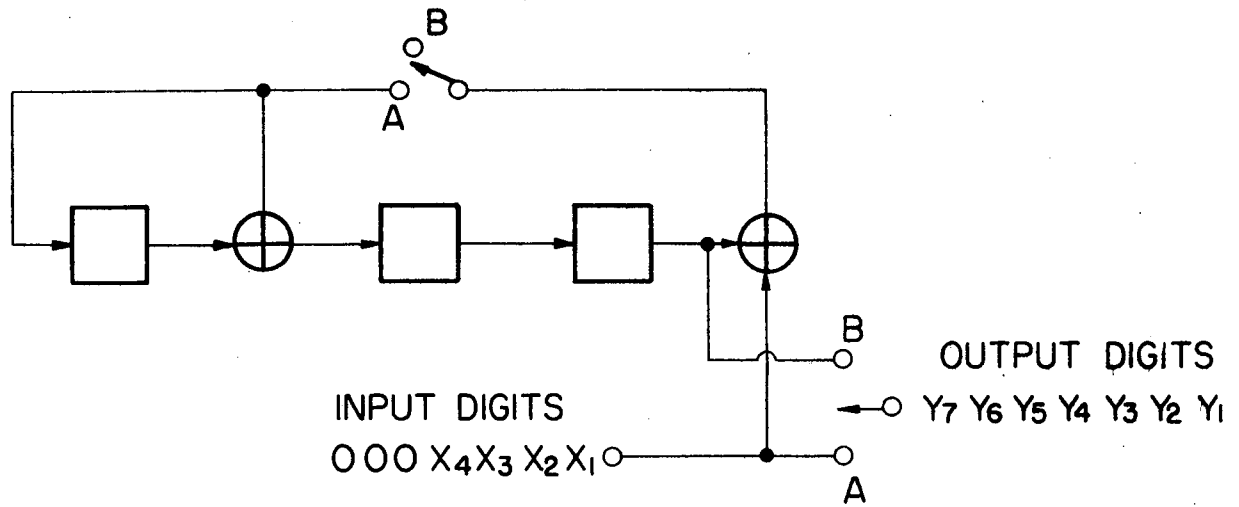 B
A
B
OUTPUT DIGITS
INPUT DIGITS
Y7 Y6 Y5 Y4 Y3 Y2 Y1
0 0 0 X4 X3 X2 X1
A